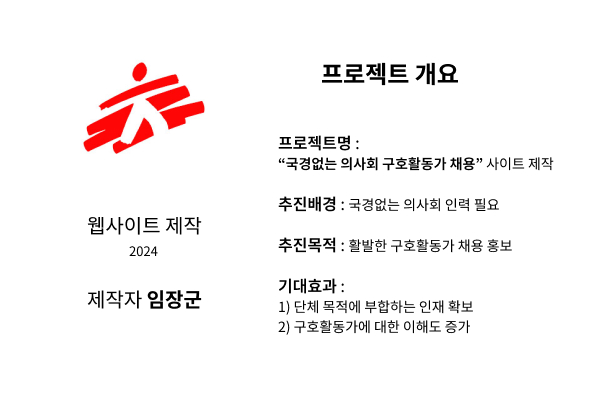 웹사이트 제작
2024
제작자 임장군
프로젝트 개요
프로젝트명 :
“국경없는 의사회 구호활동가 채용” 사이트 제작
추진배경 : 국경없는 의사회 인력 필요
추진목적 : 활발한 구호활동가 채용 홍보
기대효과 :
1) 단체 목적에 부합하는 인재 확보
2) 구호활동가에 대한 이해도 증가